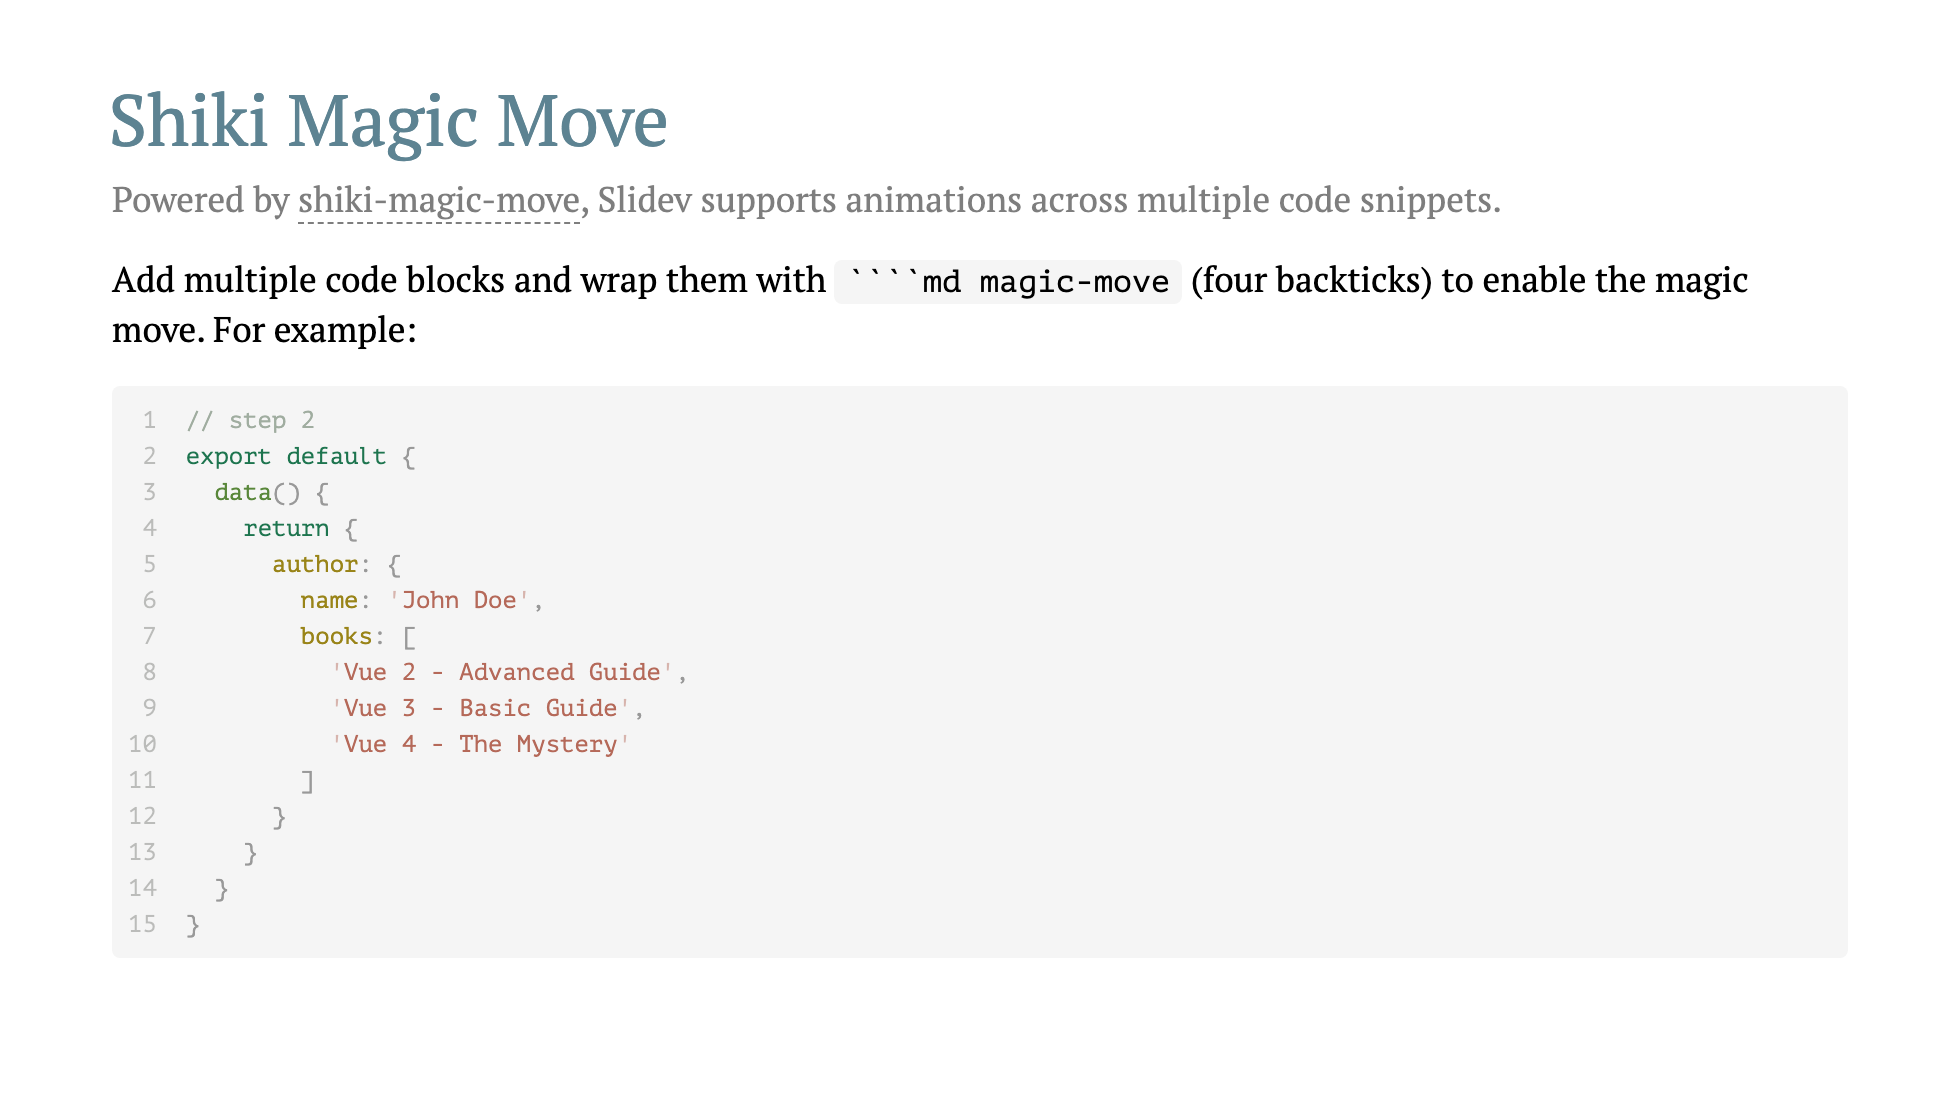 Shiki Magic Move
Powered by shiki-magic-move, Slidev supports animations across multiple code snippets.
Add multiple code blocks and wrap them with ````md magic-move (four backticks) to enable the magic
move. For example:
1 // step 2
2 export default {
3   data() {
4     return {
5       author: {
6         name: 'John Doe',
7         books: [
8           'Vue 2 - Advanced Guide',
9           'Vue 3 - Basic Guide',
10           'Vue 4 - The Mystery'
11         ]
12       }
13     }
14   }
15 }